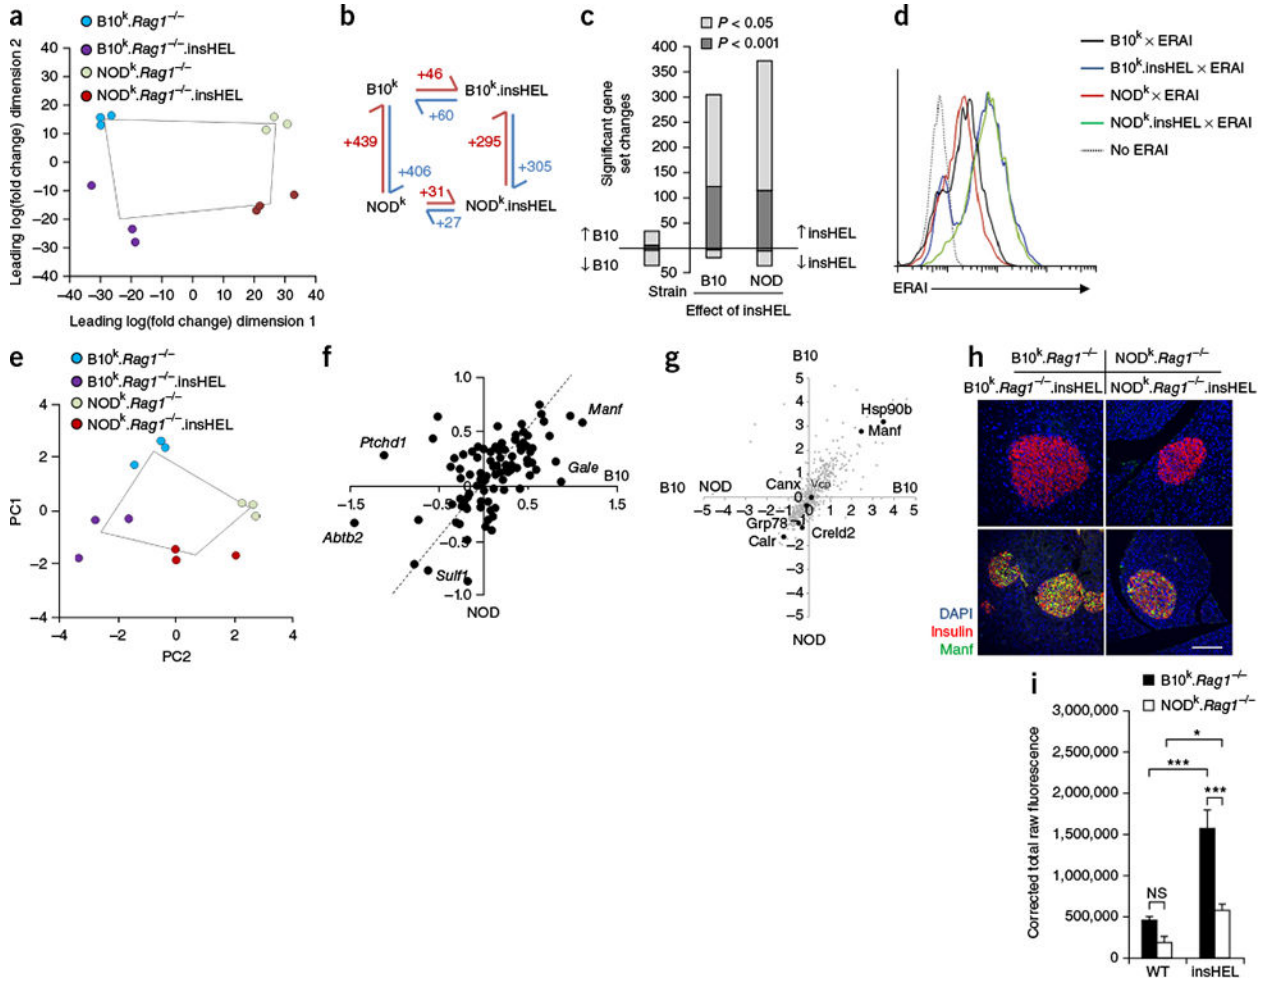 a
B10k.Rag1–/–
B10k.Rag1–/–.insHEL
NODk.Rag1–/–
NODk.Rag1–/–.insHEL
Leading log(fold change) dimension 2
40
30
20
10
0
–10
–20
–30
–40
–40 –30 –20 –10 0 10 20 30 40
Leading log(fold change) dimension 1
b
B10k
+46
+60
B10k.insHEL
+439
+406
+295
+305
NODk
+31
+27
NODk.insHEL
c
P < 0.05
P < 0.001
Significant gene
set changes
400
350
300
250
200
150
100
50
50
↑B10
↓B10
↑insHEL
↓insHEL
Strain
B10 NOD
Effect of insHEL
d
B10k × ERAI
B10k.insHEL × ERAI
NODk × ERAI
NODk.insHEL × ERAI
No ERAI
ERAI
e
B10k.Rag1–/–
B10k.Rag1–/–.insHEL
NODk.Rag1–/–
NODk.Rag1–/–.insHEL
PC1
4
2
0
–2
–4
–4 –2 0 2 4
PC2
f
1.0
0.5
0
–0.5
–1.0
–1.5 –1.0 0.5 1.5
Manf
Ptchd1
Gale
B10
Abtb2
Sulf1
NOD
g
B10
5
4
3
2
1
0
–1
–2
–3
–4
–5
Hsp90b
Manf
Canx
Vcp
B10 NOD
B10
–5 –4 –3 –2 –1 0 1 2 3 4 5
Grp78
Creld2
Calr
NOD
h
B10k.Rag1–/–
NODk.Rag1–/–
B10k.Rag1–/–.insHEL
NODk.Rag1–/–.insHEL
DAPI
Insulin
Manf
i
B10k.Rag1–/–
NODk.Rag1–/–
Corrected total raw fluorescence
3,000,000
2,500,000
2,000,000
1,500,000
1,000,000
500,000
0
*
***
***
NS
WT insHEL